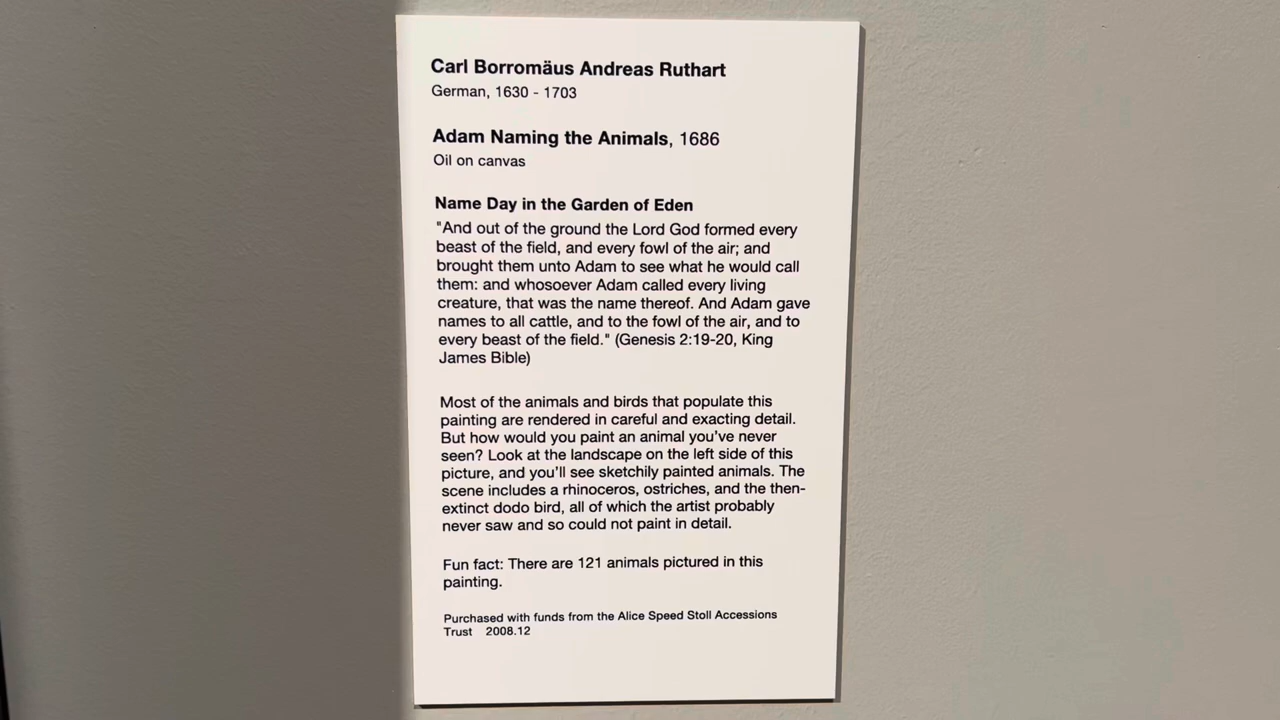 Carl Borromäus Andreas Ruthart
German, 1630 - 1703
Adam Naming the Animals, 1686
Oil on canvas
Name Day in the Garden of Eden
"And out of the ground the Lord God formed every
beast of the field, and every fowl of the air; and
brought them unto Adam to see what he would call
them: and whosoever Adam called every living
creature, that was the name thereof. And Adam gave
names to all cattle, and to the fowl of the air, and to
every beast of the field." (Genesis 2:19-20, King
James Bible)
Most of the animals and birds that populate this
painting are rendered in careful and exacting detail.
But how would you paint an animal you've never
seen? Look at the landscape on the left side of this
picture, and you'll see sketchily painted animals. The
scene includes a rhinoceros, ostriches, and the then-
extinct dodo bird, all of which the artist probably
never saw and so could not paint in detail.
Fun fact: There are 121 animals pictured in this
painting.
Purchased with funds from the Alice Speed Stoll Accessions
Trust 2008.12